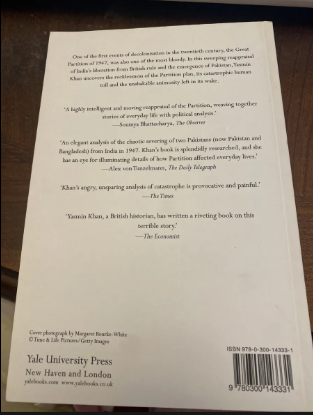 One of the first events of decolonisation in the twentieth century, the Great
Partition of 1947, was also one of the most bloody. In this sweeping reappraisal
of India's liberation from British rule and the emergence of Pakistan, Yasmin
Khan uncovers the recklessness of the Partition plan, its catastrophic human
toll and the unshakable animosity left in its wake.
'A highly intelligent and moving reappraisal of the Partition, weaving together
stories of everyday life with political analysis.'
—Soumya Bhattacharya, The Observer
'An elegant analysis of the chaotic severing of two Pakistans (now Pakistan and
Bangladesh) from India in 1947. Khan's book is splendidly researched, and she
has an eye for illuminating details of how Partition affected everyday lives.'
—Alex von Tunzelmann, The Daily Telegraph
'Khan's angry, unsparing analysis of catastrophe is provocative and painful.'
—The Times
'Yasmin Khan, a British historian, has written a riveting book on this
terrible story.'
—The Economist
Cover photograph by Margaret Bourke-White
© Time & Life Pictures/Getty Images
Yale University Press
New Haven and London
yalebooks.com www.yalebooks.co.uk
ISBN 978-0-300-14333-1
9 780300 143331